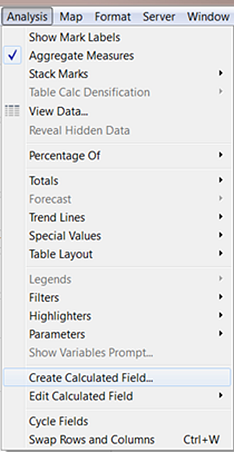 Analysis Map Format Server Window
Show Mark Labels
Aggregate Measures
Stack Marks
Table Calc Densification
View Data...
Reveal Hidden Data
Percentage Of
Totals
Forecast
Trend Lines
Special Values
Table Layout
Legends
Filters
Highlighters
Parameters
Show Variables Prompt...
Create Calculated Field...
Edit Calculated Field
Cycle Fields
Swap Rows and Columns Ctrl+W